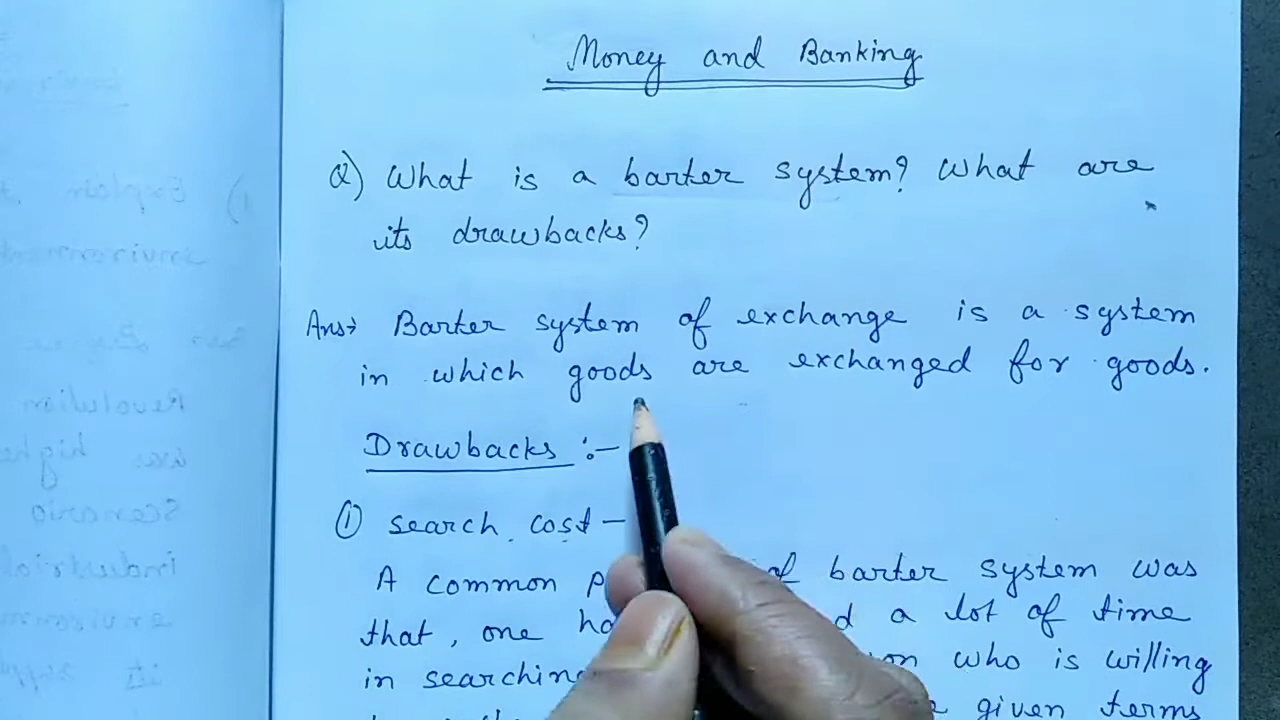 Money and Banking
Q) What is a barter system? What are
its drawbacks?
Ans→ Barter system of exchange is a system
in which goods are exchanged for goods.
Drawbacks :-
① search cost -
A common of barter system was
that, one a lot of time
in searching who is willing
given terms